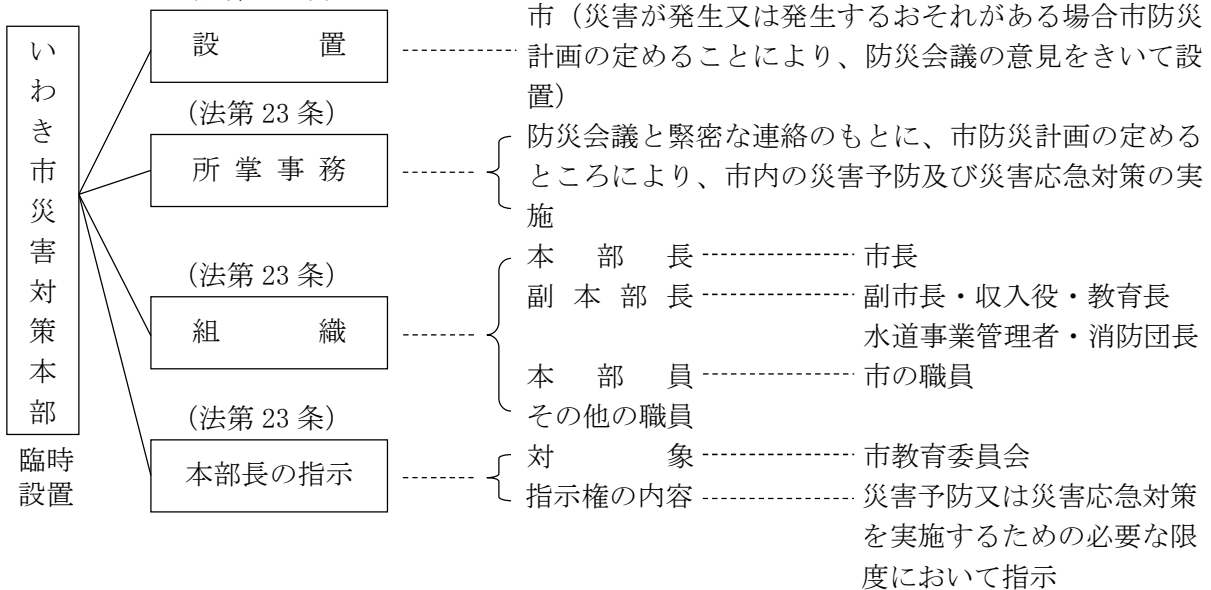 いわき市災害対策本部
臨時
設置
設置
市（災害が発生又は発生するおそれがある場合市防災
計画の定めることにより、防災会議の意見をきいて設
置）
(法第 23 条)
所掌事務
防災会議と緊密な連絡のもとに、市防災計画の定める
ところにより、市内の災害予防及び災害応急対策の実
施
(法第 23 条)
組織
本部長 市長
副本部長 副市長・収入役・教育長
水道事業管理者・消防団長
本部員 市の職員
その他の職員
(法第 23 条)
本部長の指示
対象 市教育委員会
指示権の内容 災害予防又は災害応急対策
を実施するための必要な限
度において指示